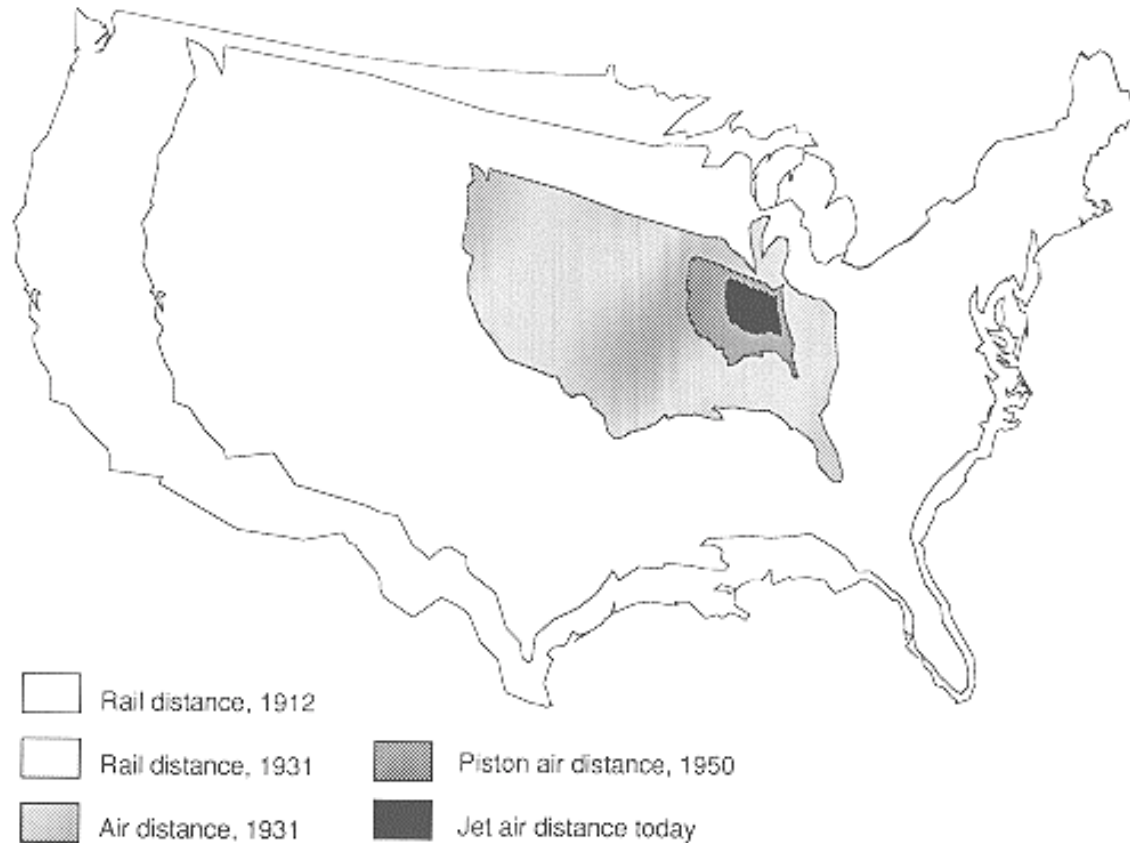 Rail distance, 1912
Rail distance, 1931
Air distance, 1931
Piston air distance, 1950
Jet air distance today